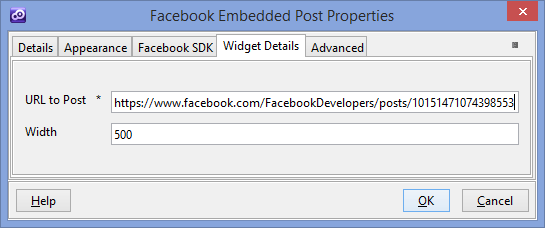 Facebook Embedded Post Properties
Details Appearance Facebook SDK Widget Details Advanced
URL to Post * https://www.facebook.com/FacebookDevelopers/posts/10151471074398553
Width 500
Help OK Cancel